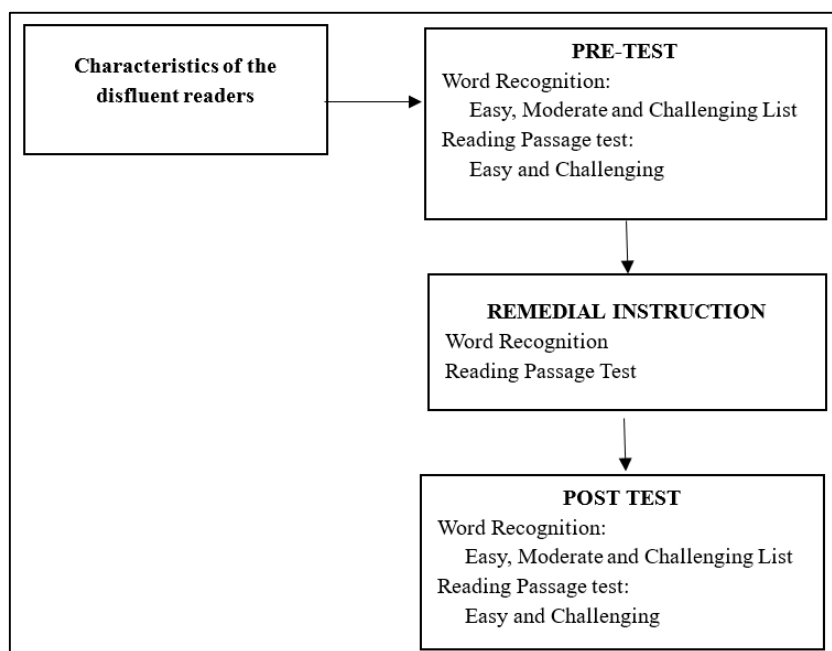 Characteristics of the
disfluent readers
PRE-TEST
Word Recognition:
Easy, Moderate and Challenging List
Reading Passage test:
Easy and Challenging
REMEDIAL INSTRUCTION
Word Recognition
Reading Passage Test
POST TEST
Word Recognition:
Easy, Moderate and Challenging List
Reading Passage test:
Easy and Challenging